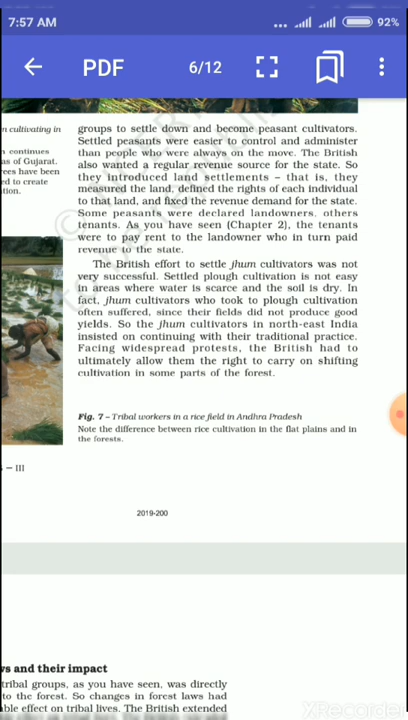 7:57 AM
92%
PDF
6/12
n cultivating in
continues
as of Gujarat.
rees have been
ed to create
tion.
groups to settle down and become peasant cultivators.
Settled peasants were easier to control and administer
than people who were always on the move. The British
also wanted a regular revenue source for the state. So
they introduced land settlements – that is, they
measured the land, defined the rights of each individual
to that land, and fixed the revenue demand for the state.
Some peasants were declared landowners, others
tenants. As you have seen (Chapter 2), the tenants
were to pay rent to the landowner who in turn paid
revenue to the state.
The British effort to settle jhum cultivators was not
very successful. Settled plough cultivation is not easy
in areas where water is scarce and the soil is dry. In
fact, jhum cultivators who took to plough cultivation
often suffered, since their fields did not produce good
yields. So the jhum cultivators in north-east India
insisted on continuing with their traditional practice.
Facing widespread protests, the British had to
ultimately allow them the right to carry on shifting
cultivation in some parts of the forest.
Fig. 7 – Tribal workers in a rice field in Andhra Pradesh
Note the difference between rice cultivation in the flat plains and in
the forests.
– III
2019-200
ws and their impact
tribal groups, as you have seen, was directly
to the forest. So changes in forest laws had
able effect on tribal lives. The British extended
XRecorder